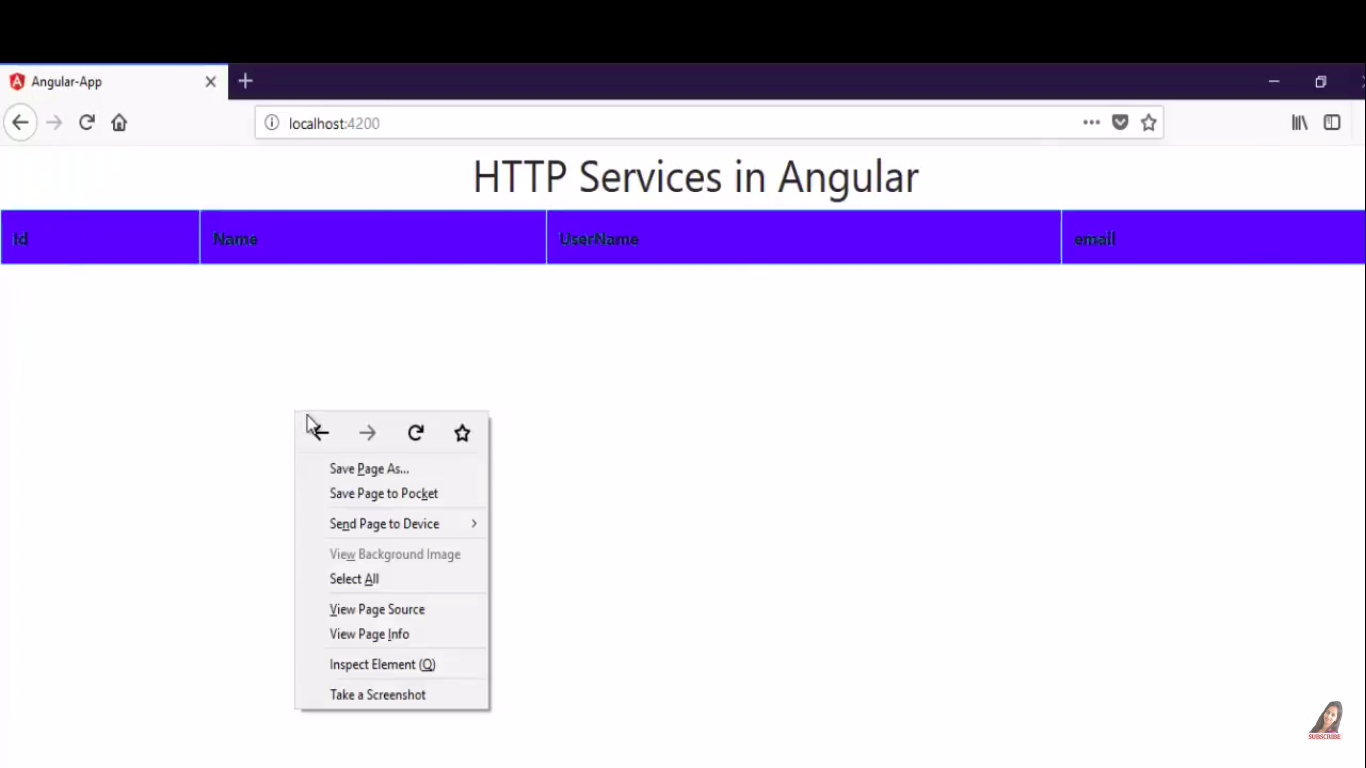 Angular-App
localhost:4200
HTTP Services in Angular
Id Name UserName email
Save Page As...
Save Page to Pocket
Send Page to Device
View Background Image
Select All
View Page Source
View Page Info
Inspect Element (Q)
Take a Screenshot
SUBSCRIBE